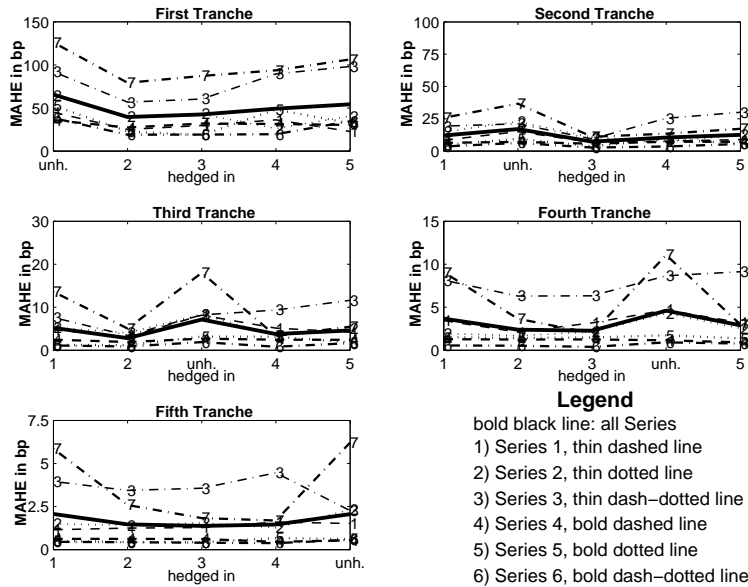 First Tranche
Second Tranche
150
100
50
0
MAHE in bp
unh. 2 3 4 5
hedged in
100
75
50
25
0
MAHE in bp
1 unh. 3 4 5
hedged in
Third Tranche
Fourth Tranche
30
20
10
0
MAHE in bp
1 2 unh. 4 5
hedged in
15
10
5
0
MAHE in bp
1 2 3 unh. 5
hedged in
Fifth Tranche
7.5
5
2.5
0
MAHE in bp
1 2 3 4 unh.
hedged in
Legend
bold black line: all Series
1) Series 1, thin dashed line
2) Series 2, thin dotted line
3) Series 3, thin dash−dotted line
4) Series 4, bold dashed line
5) Series 5, bold dotted line
6) Series 6, bold dash−dotted line